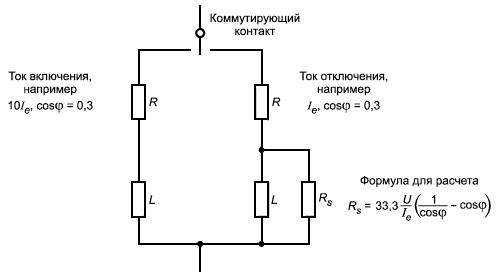 Коммутирующий
контакт
Ток включения,
например
10Iₑ, cosφ = 0,3
Ток отключения,
например
Iₑ, cosφ = 0,3
R
R
L
L
Rₛ
Формула для расчета
Rₛ = 33,3 U/Iₑ (1/cosφ – cosφ)